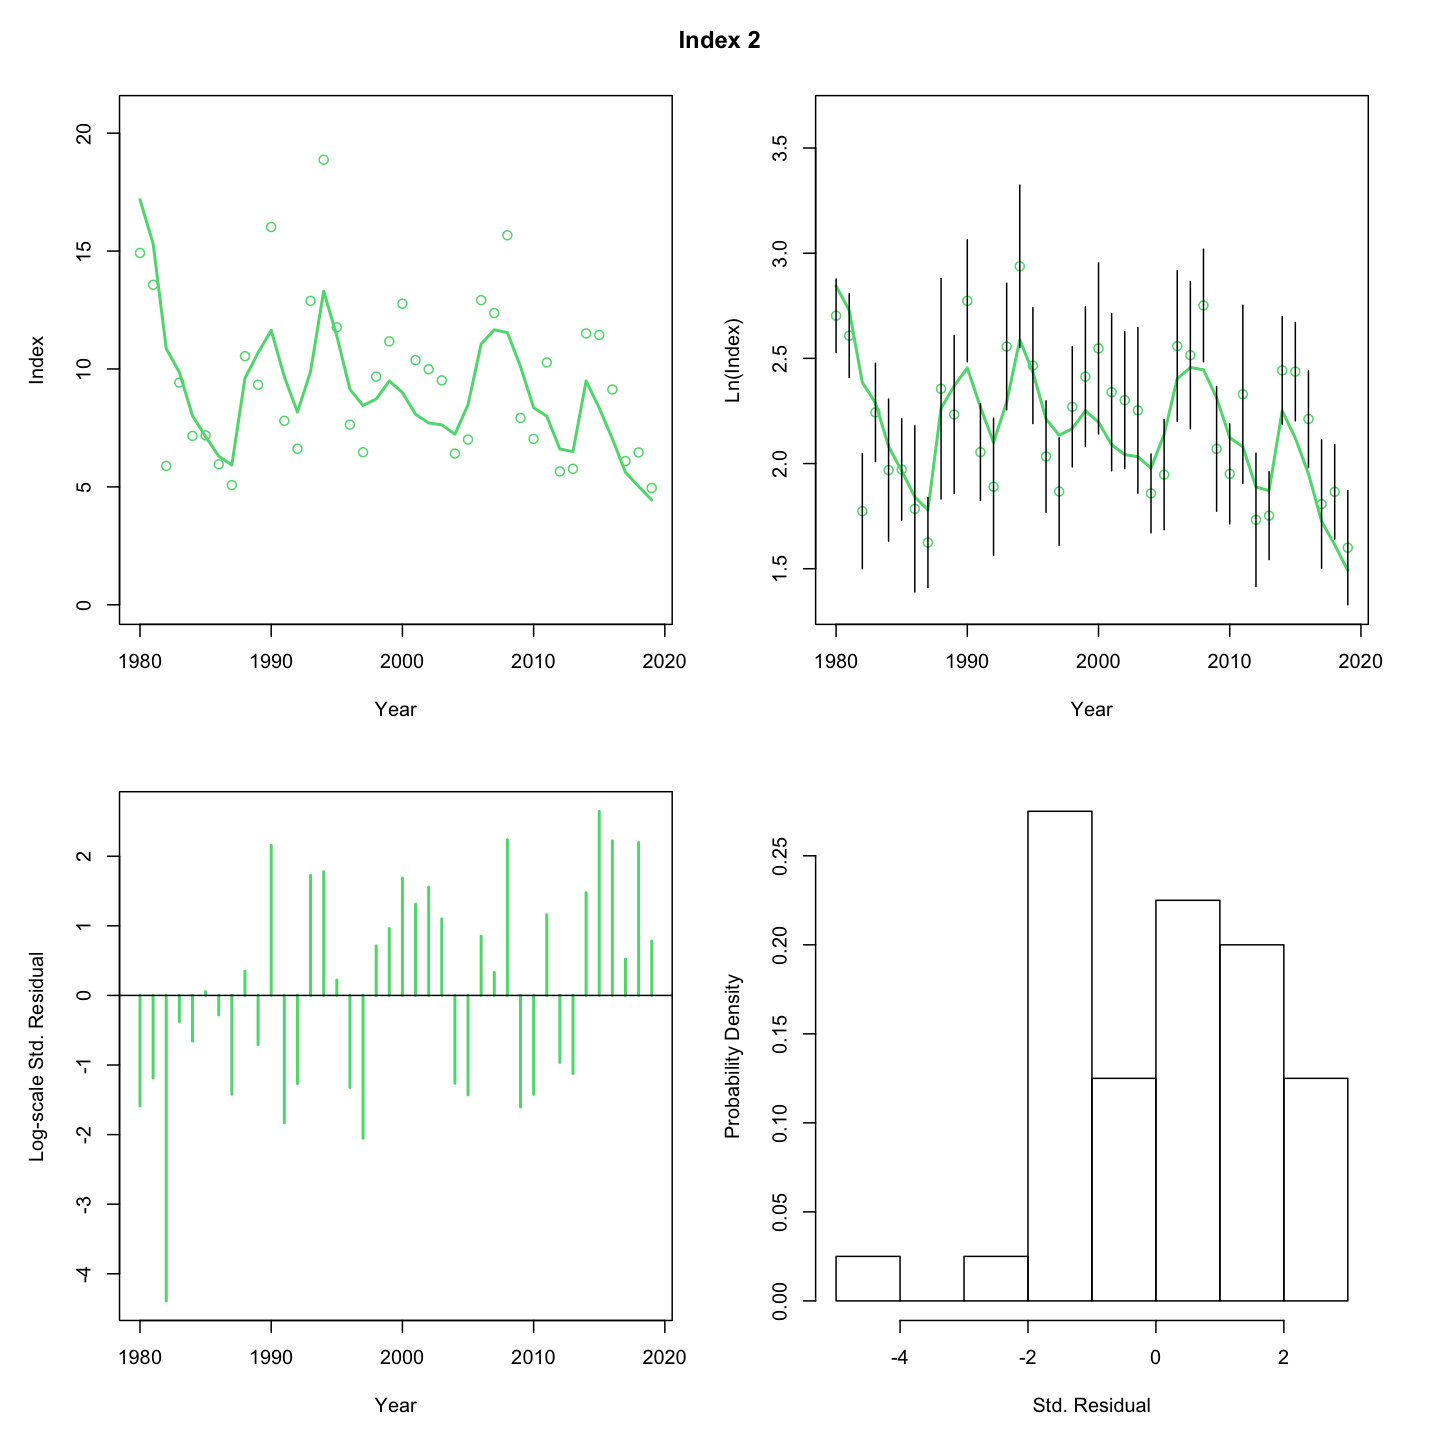 Index 2
Index
20
15
10
5
0
1980 1990 2000 2010 2020
Year
Ln(Index)
3.5
3.0
2.5
2.0
1.5
1980 1990 2000 2010 2020
Year
Log-scale Std. Residual
2
1
0
-1
-2
-3
-4
1980 1990 2000 2010 2020
Year
Probability Density
0.25
0.20
0.15
0.10
0.05
0.00
-4 -2 0 2
Std. Residual